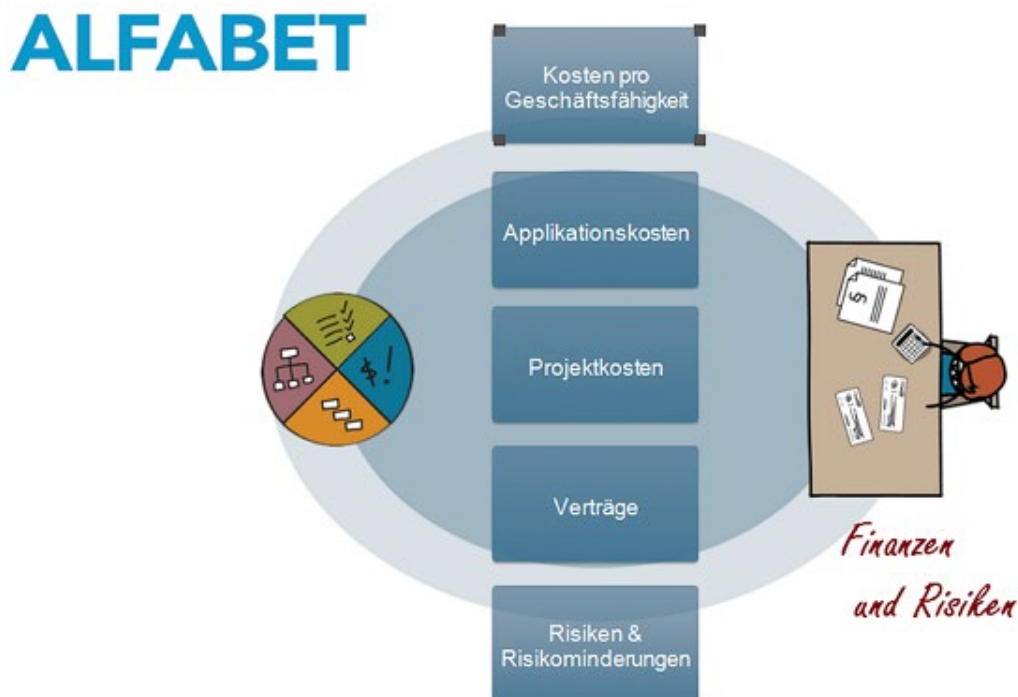 ALFABET
Kosten pro
Geschäftsfähigkeit
Applikationskosten
Projektkosten
Verträge
Risiken &
Risikominderungen
$!
§
Finanzen
und Risiken